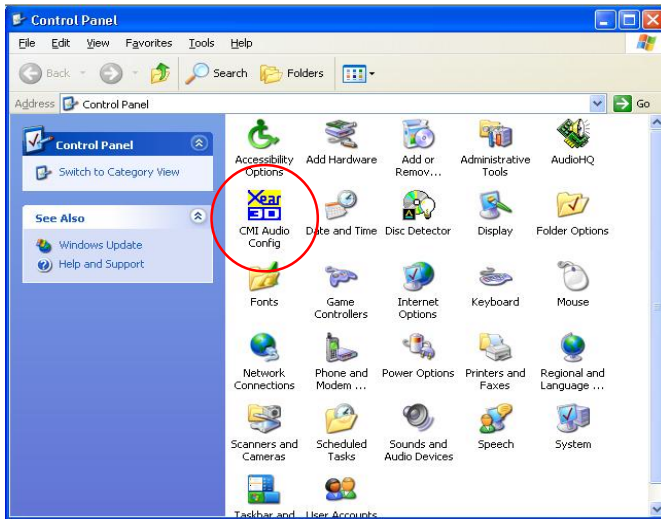 Control Panel
File Edit View Favorites Tools Help
Back Search Folders
Address Control Panel Go
Control Panel
Switch to Category View
See Also
Windows Update
Help and Support
Accessibility Options
Add Hardware
Add or Remov...
Administrative Tools
AudioHQ
Xear
3D
CMI Audio Config
Date and Time
Disc Detector
Display
Folder Options
Fonts
Game Controllers
Internet Options
Keyboard
Mouse
Network Connections
Phone and Modem ...
Power Options
Printers and Faxes
Regional and Language ...
Scanners and Cameras
Scheduled Tasks
Sounds and Audio Devices
Speech
System
Taskbar and
User Accounts